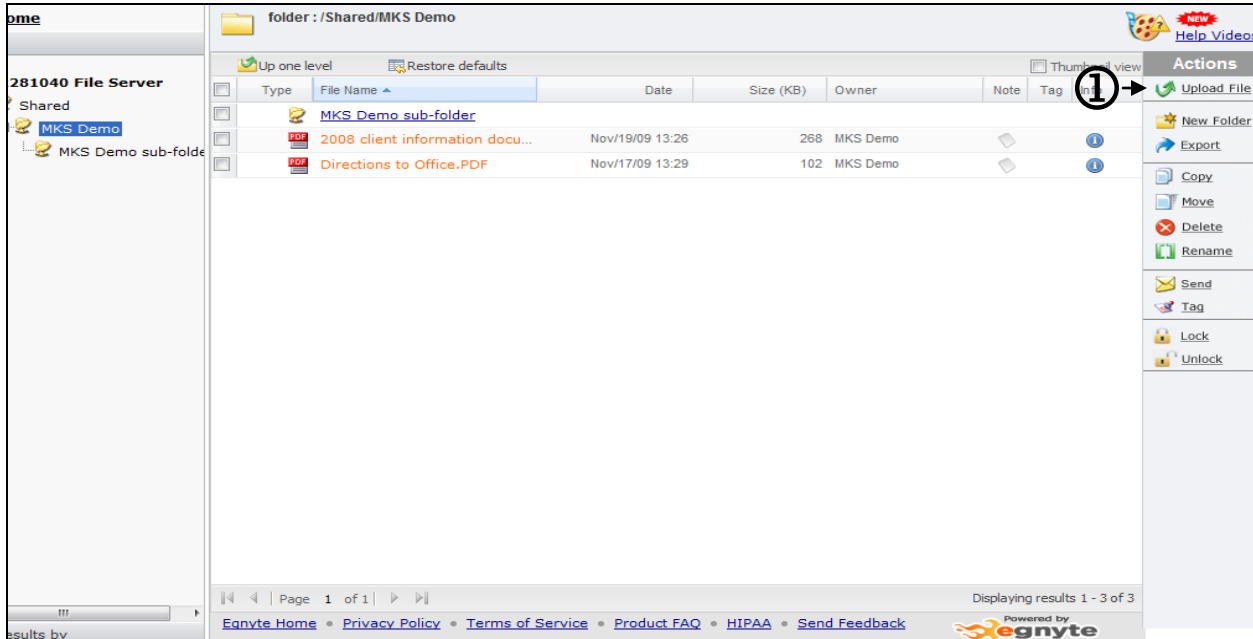 ome
folder : /Shared/MKS Demo
NEW
Help Videos
Up one level Restore defaults Thumbnail view
Actions
281040 File Server
Shared
MKS Demo
MKS Demo sub-folde
Type File Name Date Size (KB) Owner Note Tag Info
①
MKS Demo sub-folder
PDF 2008 client information docu... Nov/19/09 13:26 268 MKS Demo
PDF Directions to Office.PDF Nov/17/09 13:29 102 MKS Demo
Upload File
New Folder
Export
Copy
Move
Delete
Rename
Send
Tag
Lock
Unlock
Page 1 of 1 Displaying results 1 - 3 of 3
esults by
Egnyte Home • Privacy Policy • Terms of Service • Product FAQ • HIPAA • Send Feedback
Powered by
egnyte